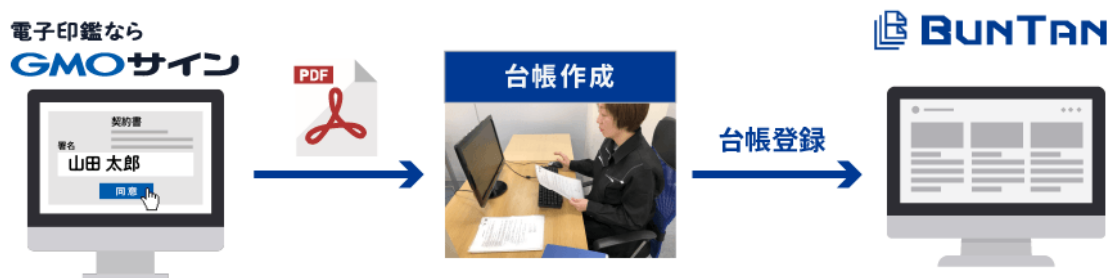 電子印鑑なら
GMOサイン
契約書
署名
山田 太郎
同意
PDF
台帳作成
台帳登録
BUNTAN